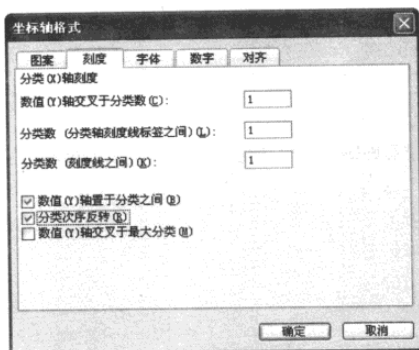 坐标轴格式
图案 刻度 字体 数字 对齐
分类(X)轴刻度
数值(Y)轴交叉于分类数(C): 1
分类数(分类轴刻度线标签之间)(L): 1
分类数(刻度线之间)(K): 1
数值(Y)轴置于分类之间(B)
分类次序反转(R)
数值(Y)轴交叉于最大分类(M)
确定 取消